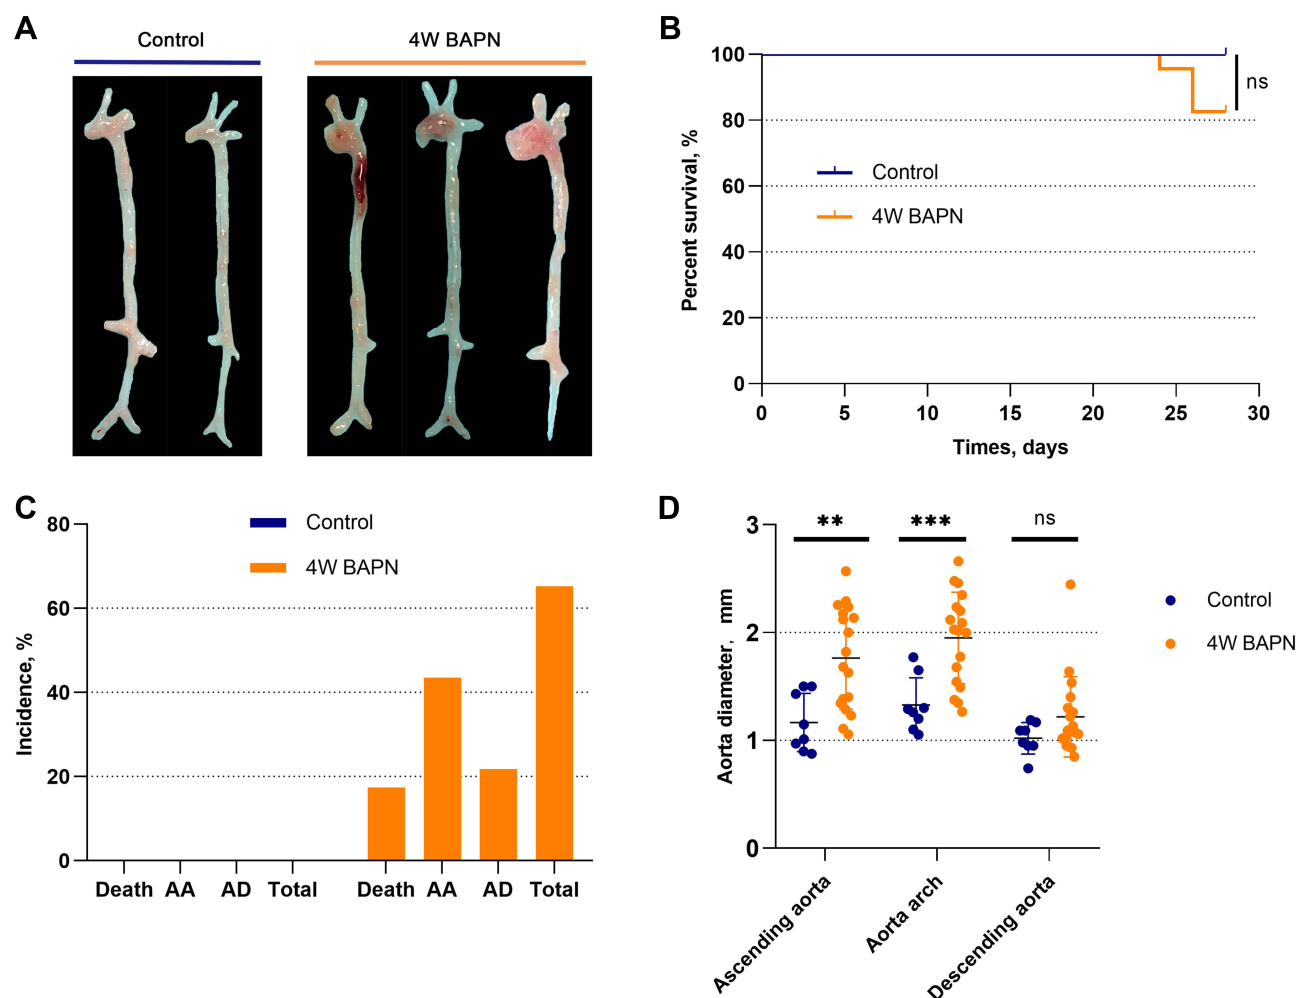 A
Control
4W BAPN
B
100
80
60
40
20
0
Percent survival, %
Control
4W BAPN
ns
0 5 10 15 20 25 30
Times, days
C
80
60
40
20
0
Incidence, %
Control
4W BAPN
Death AA AD Total Death AA AD Total
D
3
2
1
0
Aorta diameter, mm
** *** ns
Control
4W BAPN
Ascending aorta
Aorta arch
Descending aorta